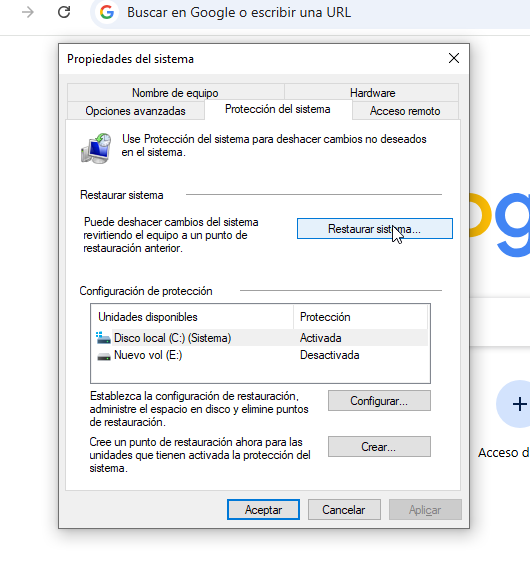 Buscar en Google o escribir una URL
Propiedades del sistema
Nombre de equipo
Hardware
Opciones avanzadas
Protección del sistema
Acceso remoto
Use Protección del sistema para deshacer cambios no deseados
en el sistema.
Restaurar sistema
Puede deshacer cambios del sistema
revirtiendo el equipo a un punto de
restauración anterior.
Restaurar sistema...
Configuración de protección
Unidades disponibles
Protección
Disco local (C:) (Sistema)
Activada
Nuevo vol (E:)
Desactivada
Establezca la configuración de restauración,
administre el espacio en disco y elimine puntos
de restauración.
Configurar...
Cree un punto de restauración ahora para las
unidades que tienen activada la protección del
sistema.
Crear...
Acceso d
Aceptar
Cancelar
Aplicar